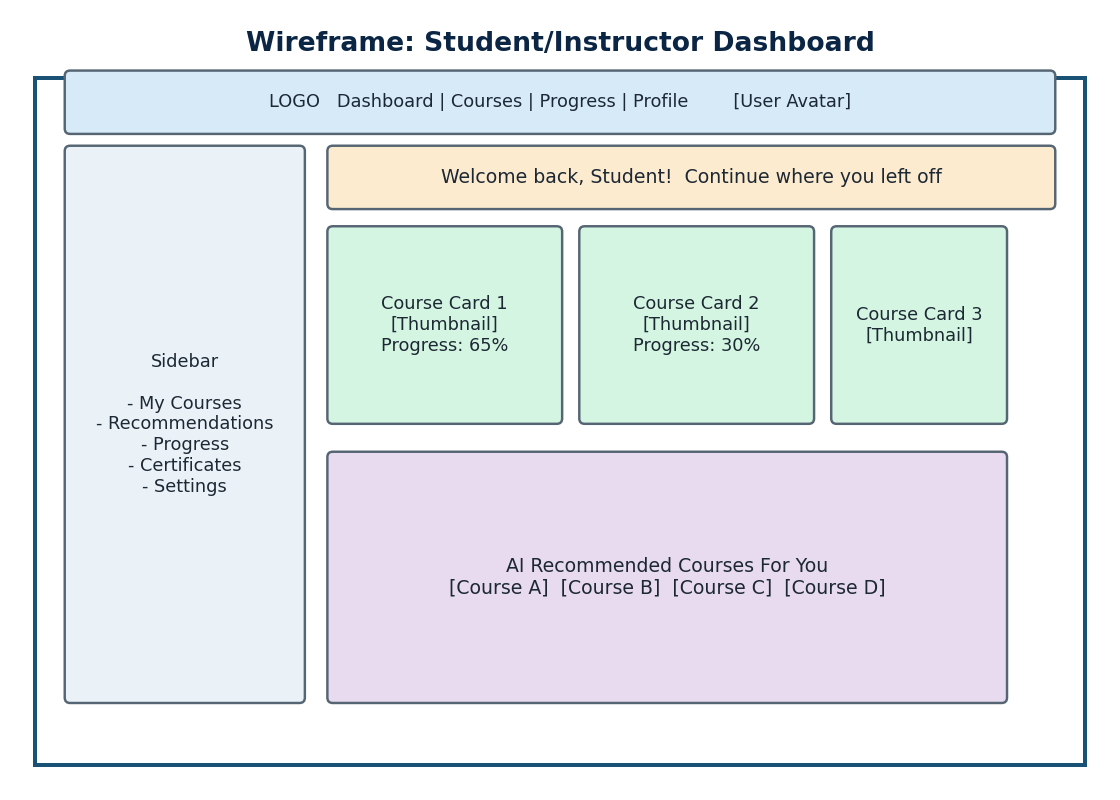 Wireframe: Student/Instructor Dashboard
LOGO   Dashboard | Courses | Progress | Profile        [User Avatar]
Sidebar
- My Courses
- Recommendations
- Progress
- Certificates
- Settings
Welcome back, Student!  Continue where you left off
Course Card 1
[Thumbnail]
Progress: 65%
Course Card 2
[Thumbnail]
Progress: 30%
Course Card 3
[Thumbnail]
AI Recommended Courses For You
[Course A]  [Course B]  [Course C]  [Course D]